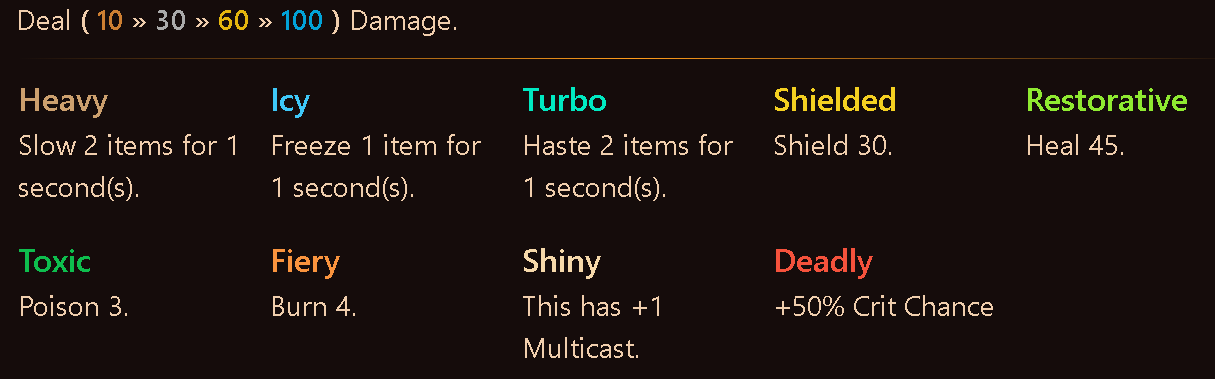 Deal ( 10 » 30 » 60 » 100 ) Damage.
Heavy
Slow 2 items for 1
second(s).
Icy
Freeze 1 item for
1 second(s).
Turbo
Haste 2 items for
1 second(s).
Shielded
Shield 30.
Restorative
Heal 45.
Toxic
Poison 3.
Fiery
Burn 4.
Shiny
This has +1
Multicast.
Deadly
+50% Crit Chance